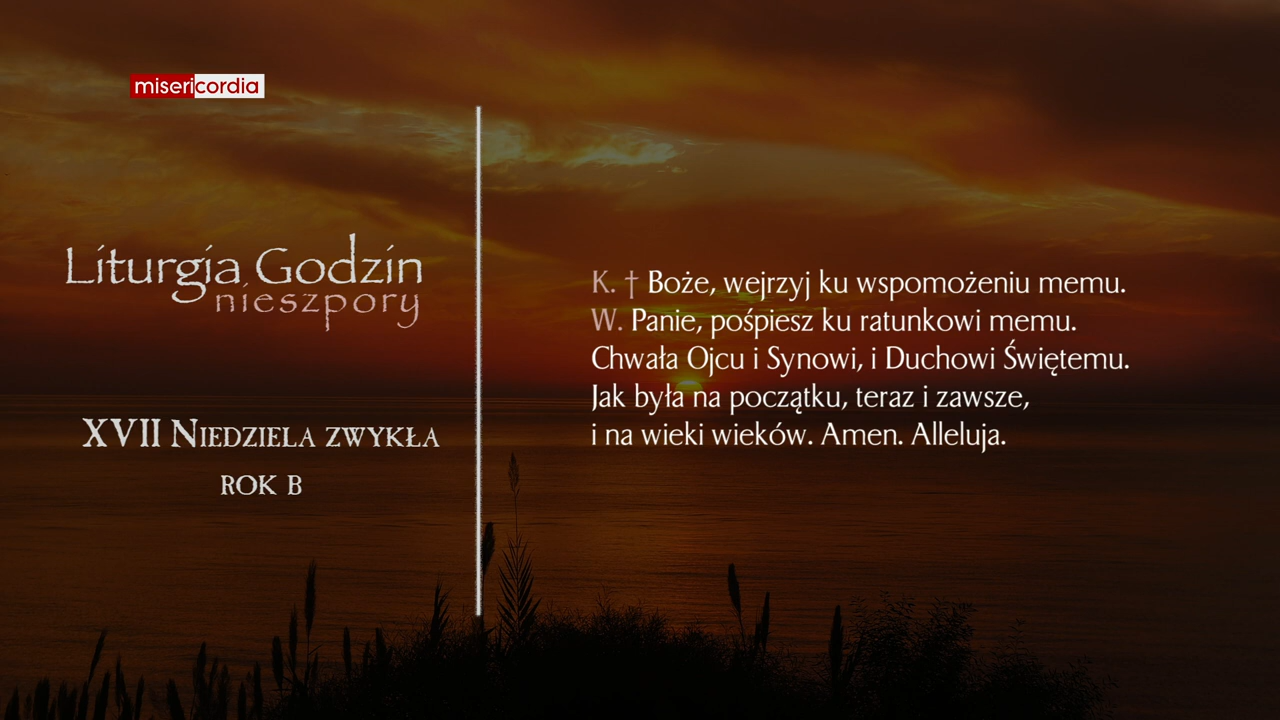 misericordia
Liturgia Godzin
nieszpory
XVII Niedziela zwykła
rok B
K. † Boże, wejrzyj ku wspomożeniu memu.
W. Panie, pośpiesz ku ratunkowi memu.
Chwała Ojcu i Synowi, i Duchowi Świętemu.
Jak była na początku, teraz i zawsze,
i na wieki wieków. Amen. Alleluja.